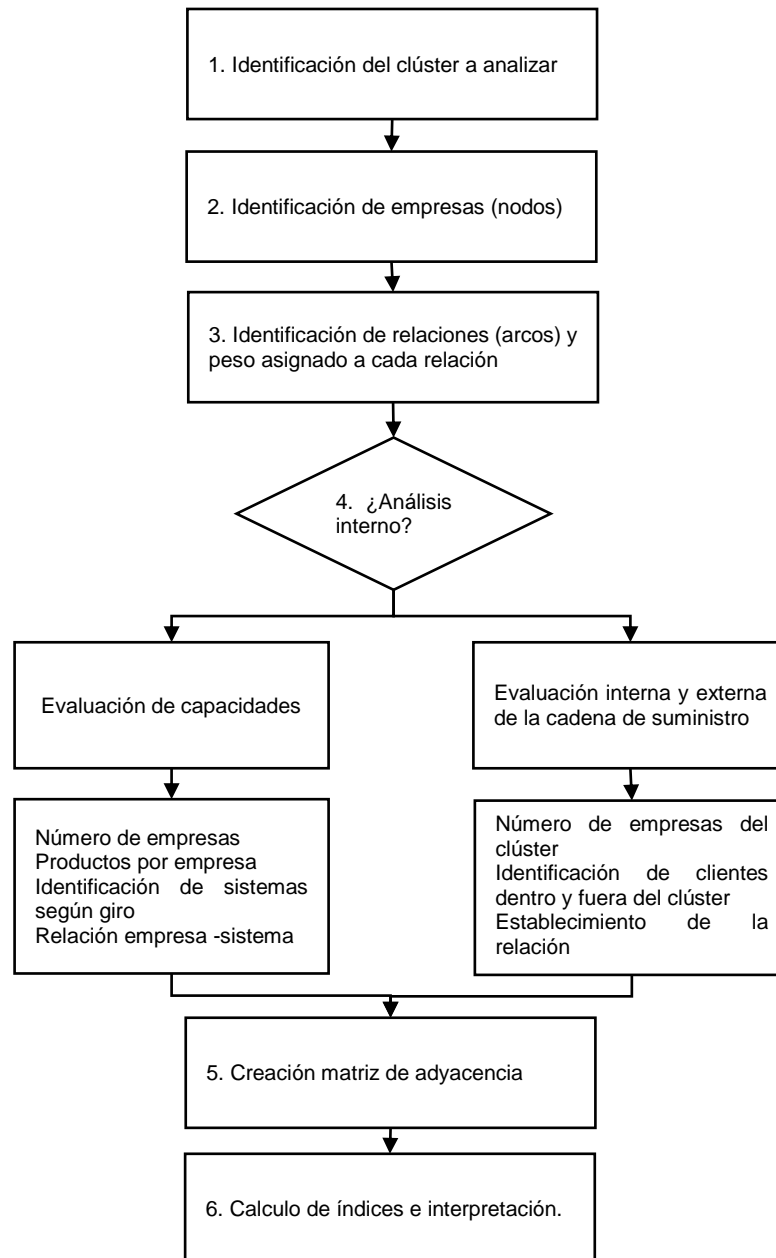 1. Identificación del clúster a analizar
2. Identificación de empresas (nodos)
3. Identificación de relaciones (arcos) y
peso asignado a cada relación
4. ¿Análisis
interno?
Evaluación de capacidades
Evaluación interna y externa
de la cadena de suministro
Número de empresas
Productos por empresa
Identificación de sistemas
según giro
Relación empresa -sistema
Número de empresas del
clúster
Identificación de clientes
dentro y fuera del clúster
Establecimiento de la
relación
5. Creación matriz de adyacencia
6. Calculo de índices e interpretación.